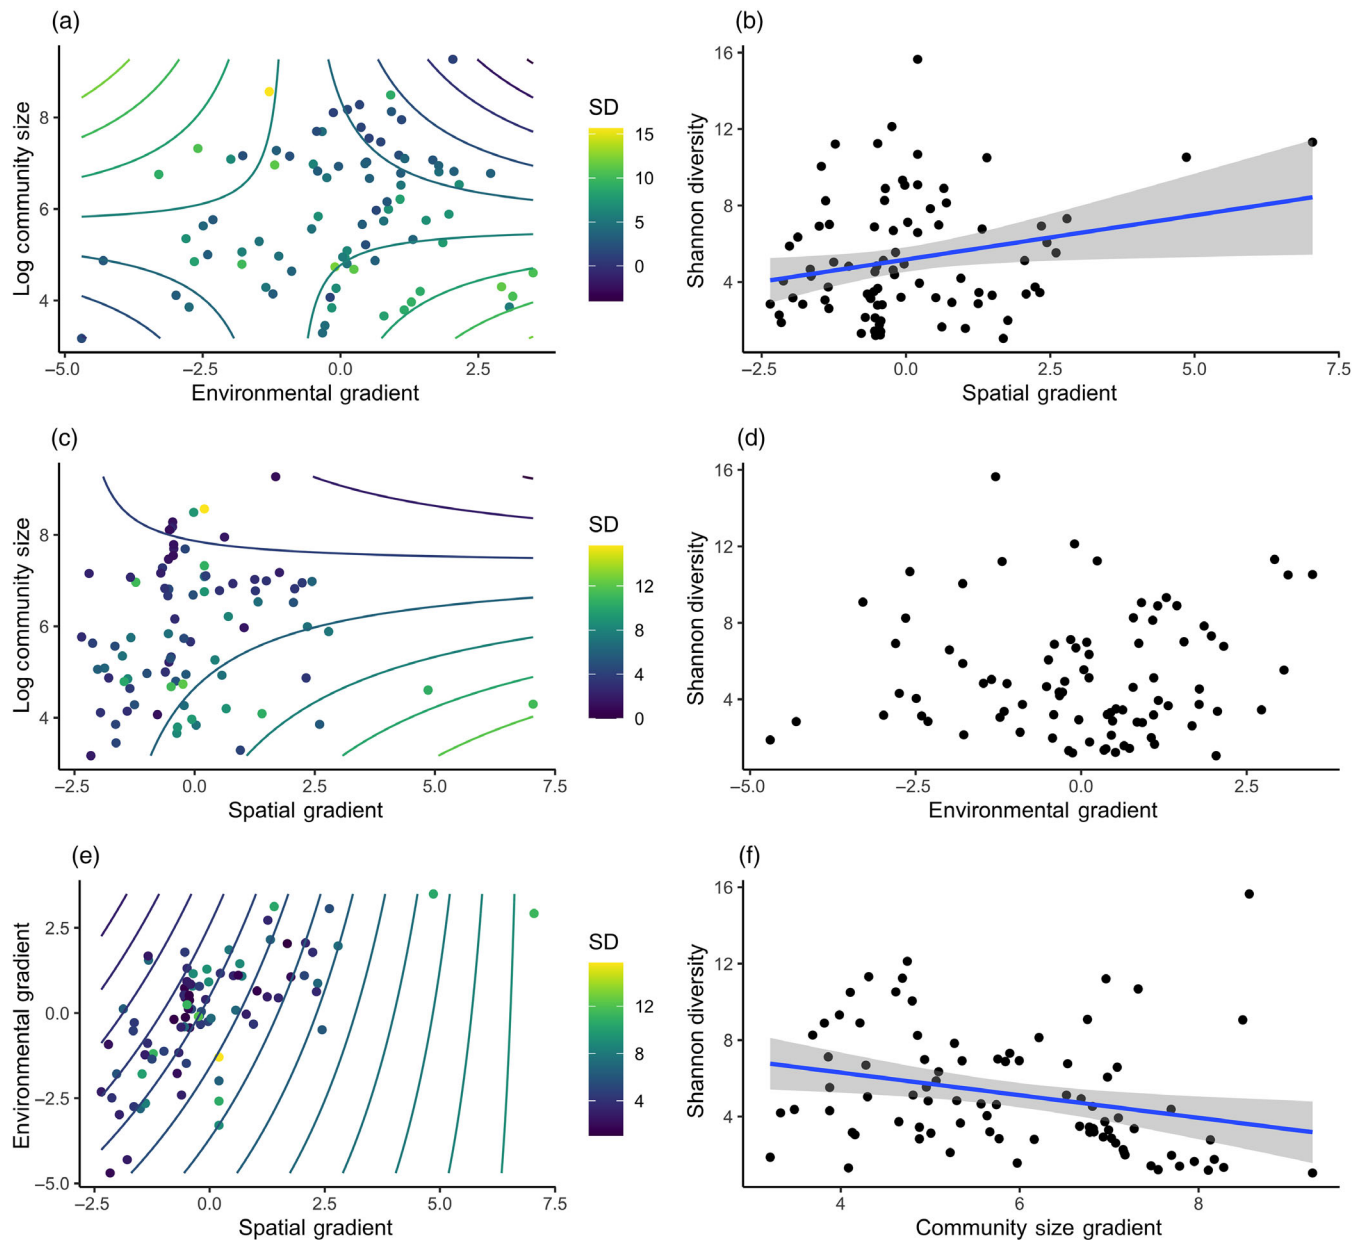 (a)
Log community size
8
6
4
−5.0
−2.5
0.0
2.5
Environmental gradient
SD
15
10
5
0
(b)
Shannon diversity
16
12
8
4
−2.5
0.0
2.5
5.0
7.5
Spatial gradient
(c)
Log community size
8
6
4
−2.5
0.0
2.5
5.0
7.5
Spatial gradient
SD
12
8
4
0
(d)
Shannon diversity
16
12
8
4
−5.0
−2.5
0.0
2.5
Environmental gradient
(e)
Environmental gradient
2.5
0.0
−2.5
−5.0
−2.5
0.0
2.5
5.0
7.5
Spatial gradient
SD
12
8
4
(f)
Shannon diversity
16
12
8
4
4
6
8
Community size gradient